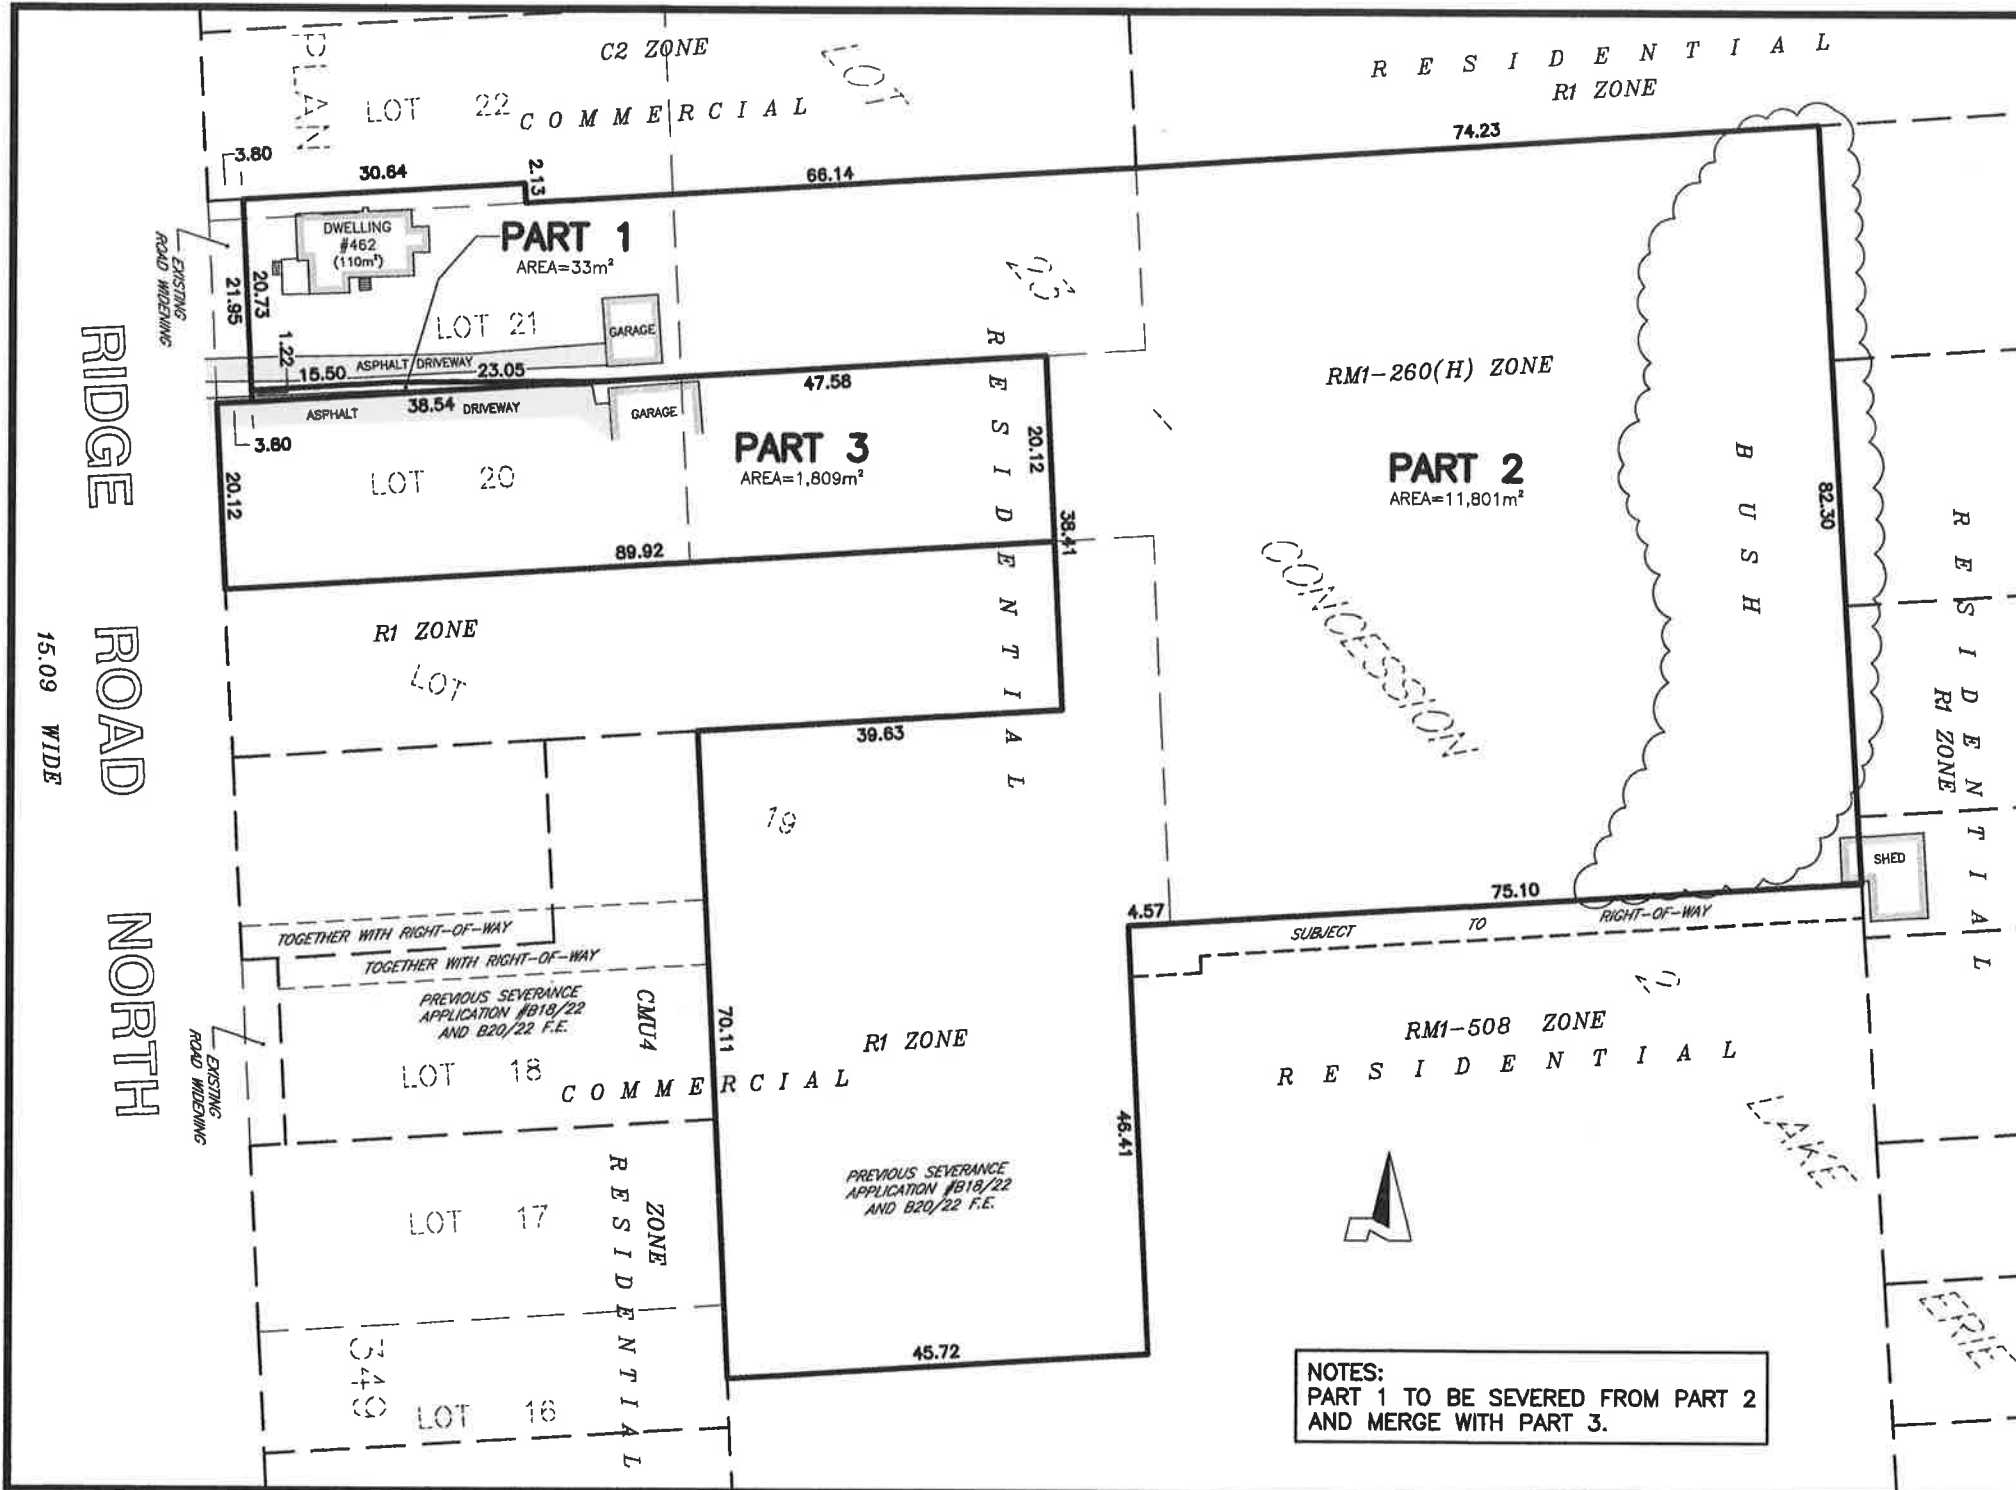 C2 ZONE
COMMERCIAL
LOT
RESIDENTIAL
R1 ZONE
PLAN
LOT 22
3.80
30.64
2.13
66.14
74.23
DWELLING
#462
(110m²)
PART 1
AREA=33m²
EXISTING
ROAD WIDENING
20.73
21.95
1.22
LOT 21
GARAGE
ASPHALT DRIVEWAY
15.50
23.05
23
47.58
RM1-260(H) ZONE
ASPHALT
38.54
DRIVEWAY
GARAGE
3.80
PART 3
AREA=1,809m²
20.12
38.41
PART 2
AREA=11,801m²
BUSH
82.30
LOT 20
20.12
89.92
RESIDENTIAL
RESIDENTIAL
R1 ZONE
RIDGE ROAD NORTH
15.09 WIDE
R1 ZONE
LOT
CONCESSION
39.63
19
SHED
75.10
4.57
SUBJECT TO RIGHT-OF-WAY
TOGETHER WITH RIGHT-OF-WAY
TOGETHER WITH RIGHT-OF-WAY
PREVIOUS SEVERANCE
APPLICATION #B18/22
AND B20/22 F.E.
CMU4
ZONE
70.11
R1 ZONE
RM1-508 ZONE
RESIDENTIAL
EXISTING
ROAD WIDENING
LOT 18
COMMERCIAL
46.41
LAKE
ERIE
PREVIOUS SEVERANCE
APPLICATION #B18/22
AND B20/22 F.E.
LOT 17
RESIDENTIAL
45.72
349
LOT 16
NOTES:
PART 1 TO BE SEVERED FROM PART 2
AND MERGE WITH PART 3.